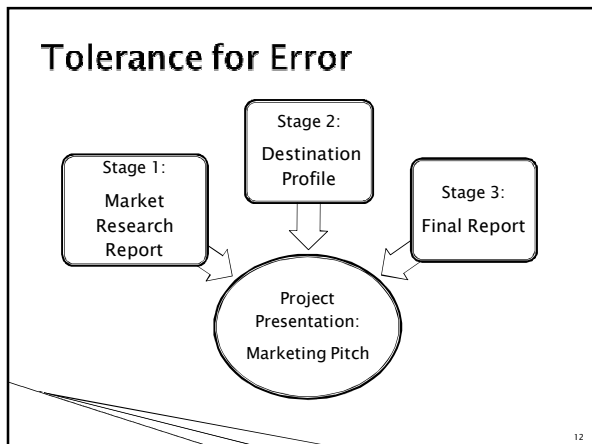 Tolerance for Error
Stage 1:
Market
Research
Report
Stage 2:
Destination
Profile
Stage 3:
Final Report
Project
Presentation:
Marketing Pitch
12